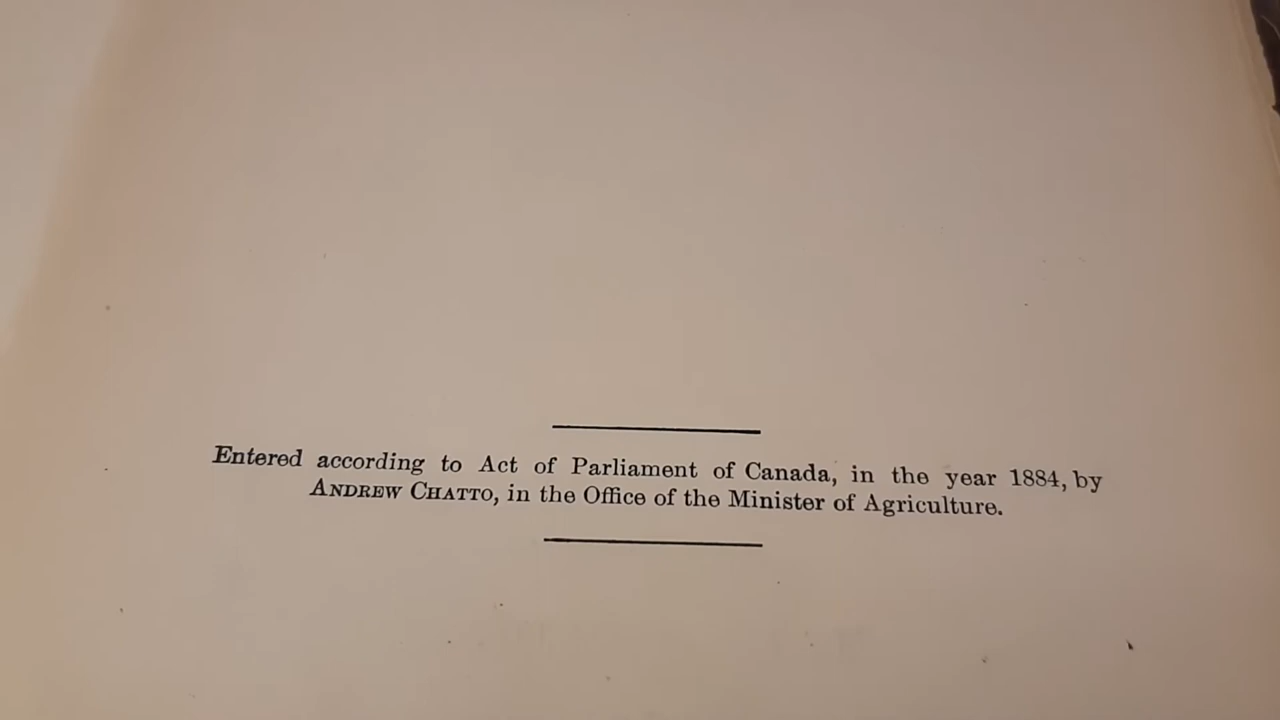 Entered according to Act of Parliament of Canada, in the year 1884, by
ANDREW CHATTO, in the Office of the Minister of Agriculture.